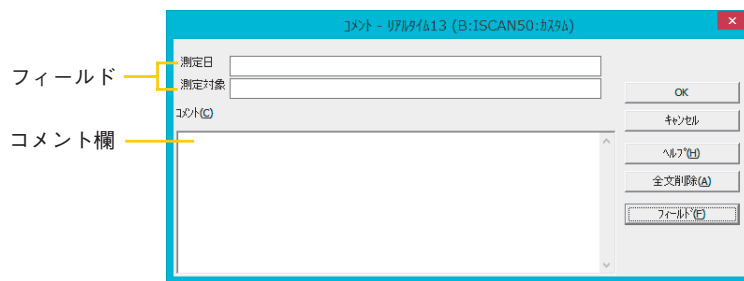 コメント - リアルタイム13 (B:ISCAN50:カスタム)
フィールド
測定日
測定対象
コメント(C)
コメント欄
OK
キャンセル
ヘルプ(H)
全文削除(A)
フィールド(F)